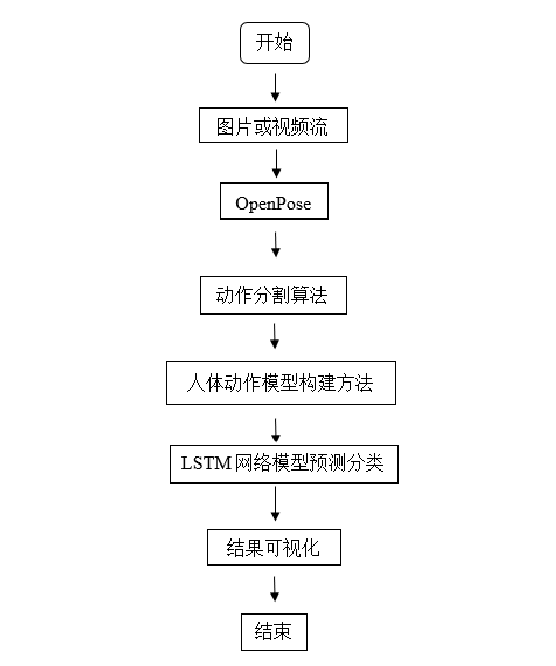 开始
图片或视频流
OpenPose
动作分割算法
人体动作模型构建方法
LSTM网络模型预测分类
结果可视化
结束